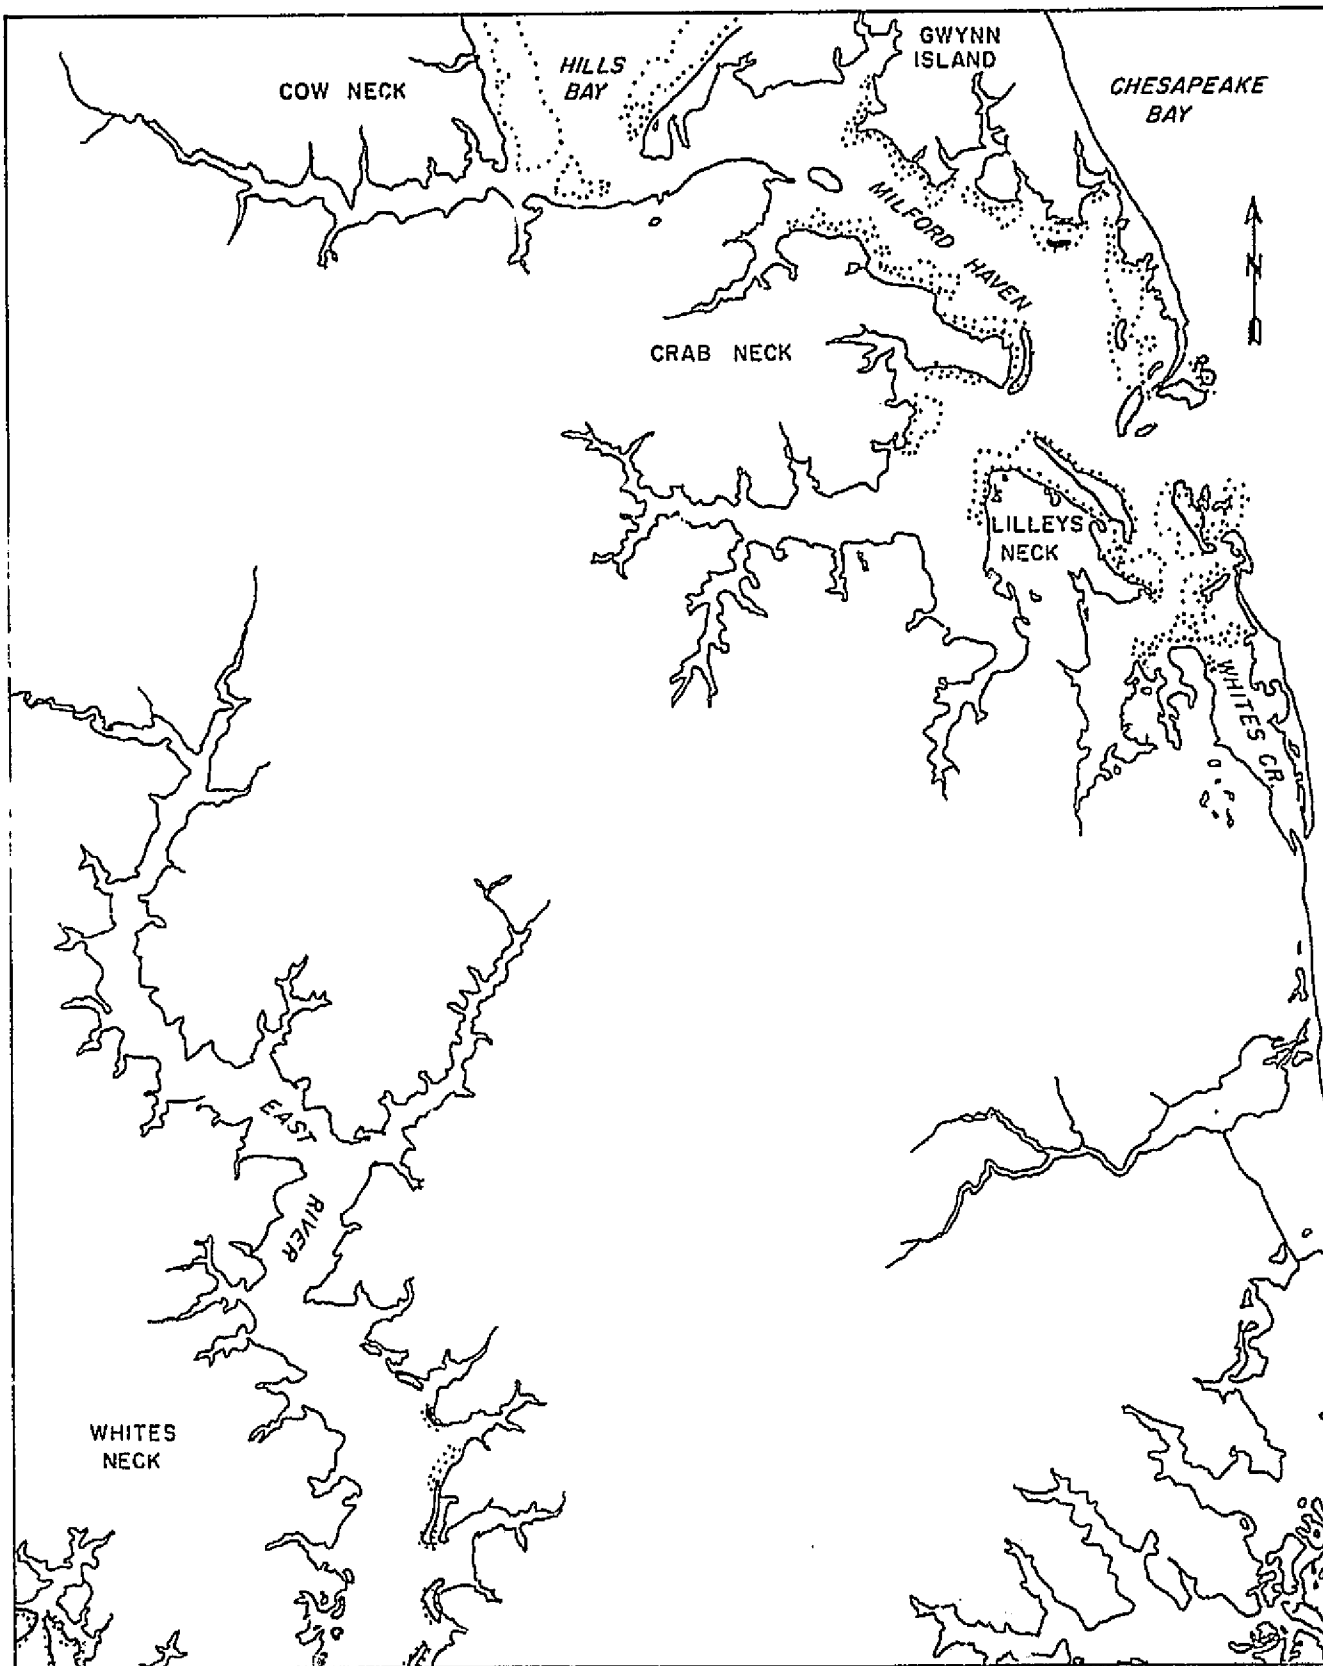 GWYNN
ISLAND
HILLS
BAY
COW NECK
CHESAPEAKE
BAY
MILFORD HAVEN
N
CRAB NECK
LILLEYS
NECK
WHITES CR.
EAST
RIVER
WHITES
NECK